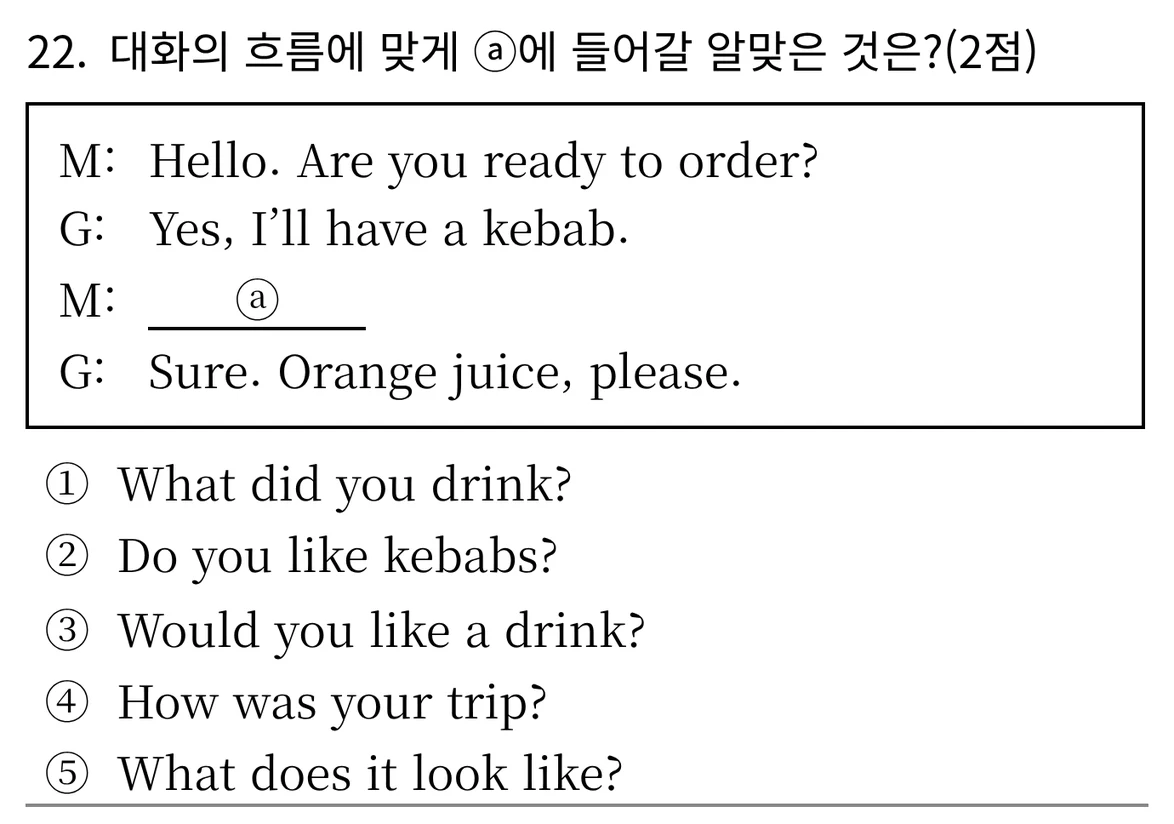 22. 대화의 흐름에 맞게 ⓐ에 들어갈 알맞은 것은?(2점)
M: Hello. Are you ready to order?
G: Yes, I’ll have a kebab.
M: ⓐ
G: Sure. Orange juice, please.
① What did you drink?
② Do you like kebabs?
③ Would you like a drink?
④ How was your trip?
⑤ What does it look like?